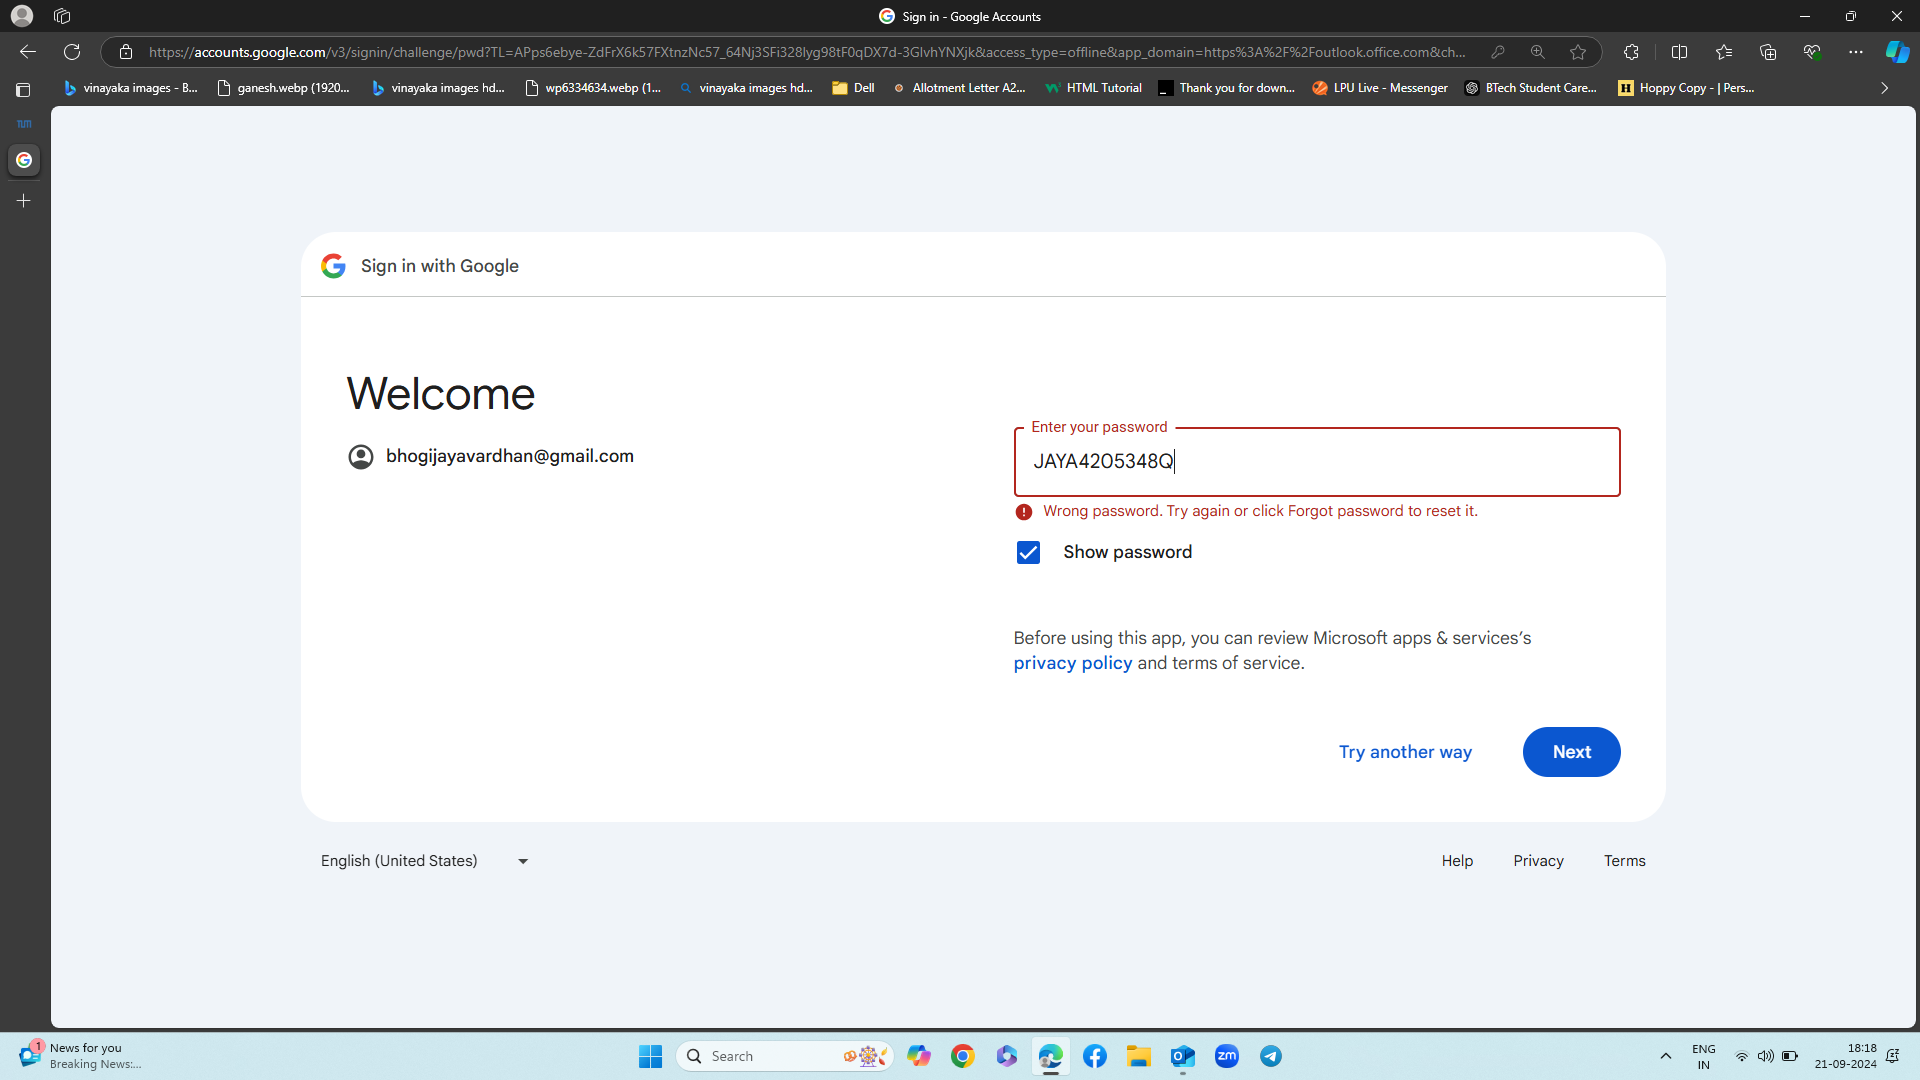 Sign in - Google Accounts
https://accounts.google.com/v3/signin/challenge/pwd?TL=APps6ebye-ZdFrX6k57FXtnzNc57_64Nj3SFi328lyg98tF0qDX7d-3GlvhYNXjk&access_type=offline&app_domain=https%3A%2F%2Foutlook.office.com&ch...
vinayaka images - B... ganesh.webp (1920... vinayaka images hd... wp6334634.webp (1... vinayaka images hd... Dell Allotment Letter A2... HTML Tutorial Thank you for down... LPU Live - Messenger BTech Student Care... Hoppy Copy - | Pers...
Sign in with Google
Welcome
bhogijayavardhan@gmail.com
Enter your password
JAYA4205348Q
Wrong password. Try again or click Forgot password to reset it.
Show password
Before using this app, you can review Microsoft apps & services’s
privacy policy and terms of service.
Try another way
Next
English (United States)
Help Privacy Terms
1
News for you
Breaking News:...
Search
zm
ENG
IN
18:18
21-09-2024